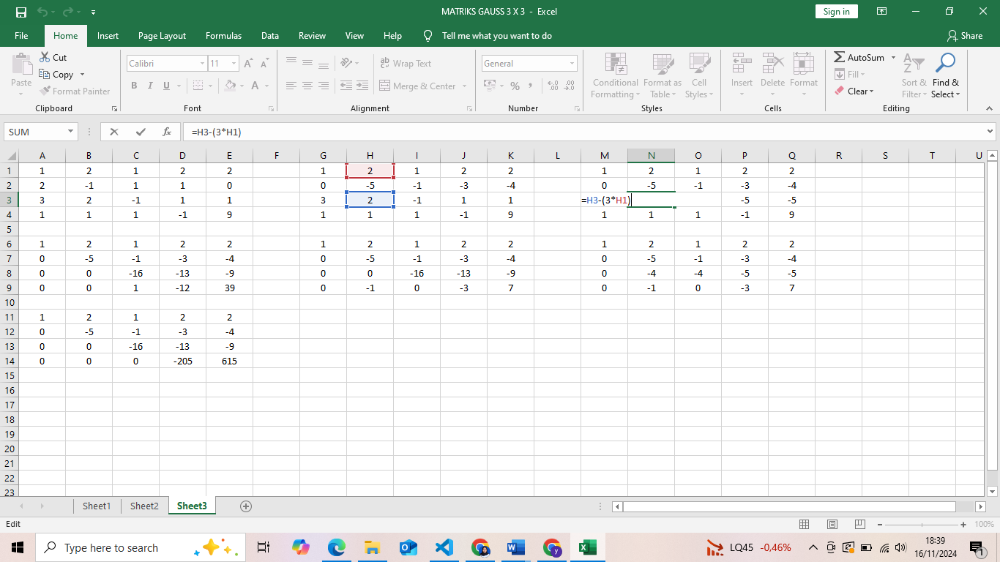 MATRIKS GAUSS 3 X 3 - Excel
Sign in
File Home Insert Page Layout Formulas Data Review View Help Tell me what you want to do Share
Paste
Cut
Copy
Format Painter
Clipboard
Calibri 11
B I U
Font
Wrap Text
Merge & Center
Alignment
General
%
Number
Conditional Formatting
Format as Table
Cell Styles
Styles
Insert Delete Format
Cells
AutoSum
Fill
Clear
Sort & Filter
Find & Select
Editing
SUM fx =H3-(3*H1)
A B C D E F G H I J K L M N O P Q R S T U
1 1 2 1 2 2 1 2 1 2 2 1 2 1 2 2
2 2 -1 1 1 0 0 -5 -1 -3 -4 0 -5 -1 -3 -4
3 3 2 -1 1 1 3 2 -1 1 1 =H3-(3*H1) -5 -5
4 1 1 1 -1 9 1 1 1 -1 9 1 1 1 -1 9
5
6 1 2 1 2 2 1 2 1 2 2 1 2 1 2 2
7 0 -5 -1 -3 -4 0 -5 -1 -3 -4 0 -5 -1 -3 -4
8 0 0 -16 -13 -9 0 0 -16 -13 -9 0 -4 -4 -5 -5
9 0 0 1 -12 39 0 -1 0 -3 7 0 -1 0 -3 7
10
11 1 2 1 2 2
12 0 -5 -1 -3 -4
13 0 0 -16 -13 -9
14 0 0 0 -205 615
15
16
17
18
19
20
21
22
23
Sheet1 Sheet2 Sheet3
Edit 100%
Type here to search LQ45 -0,46% 18:39
16/11/2024 1